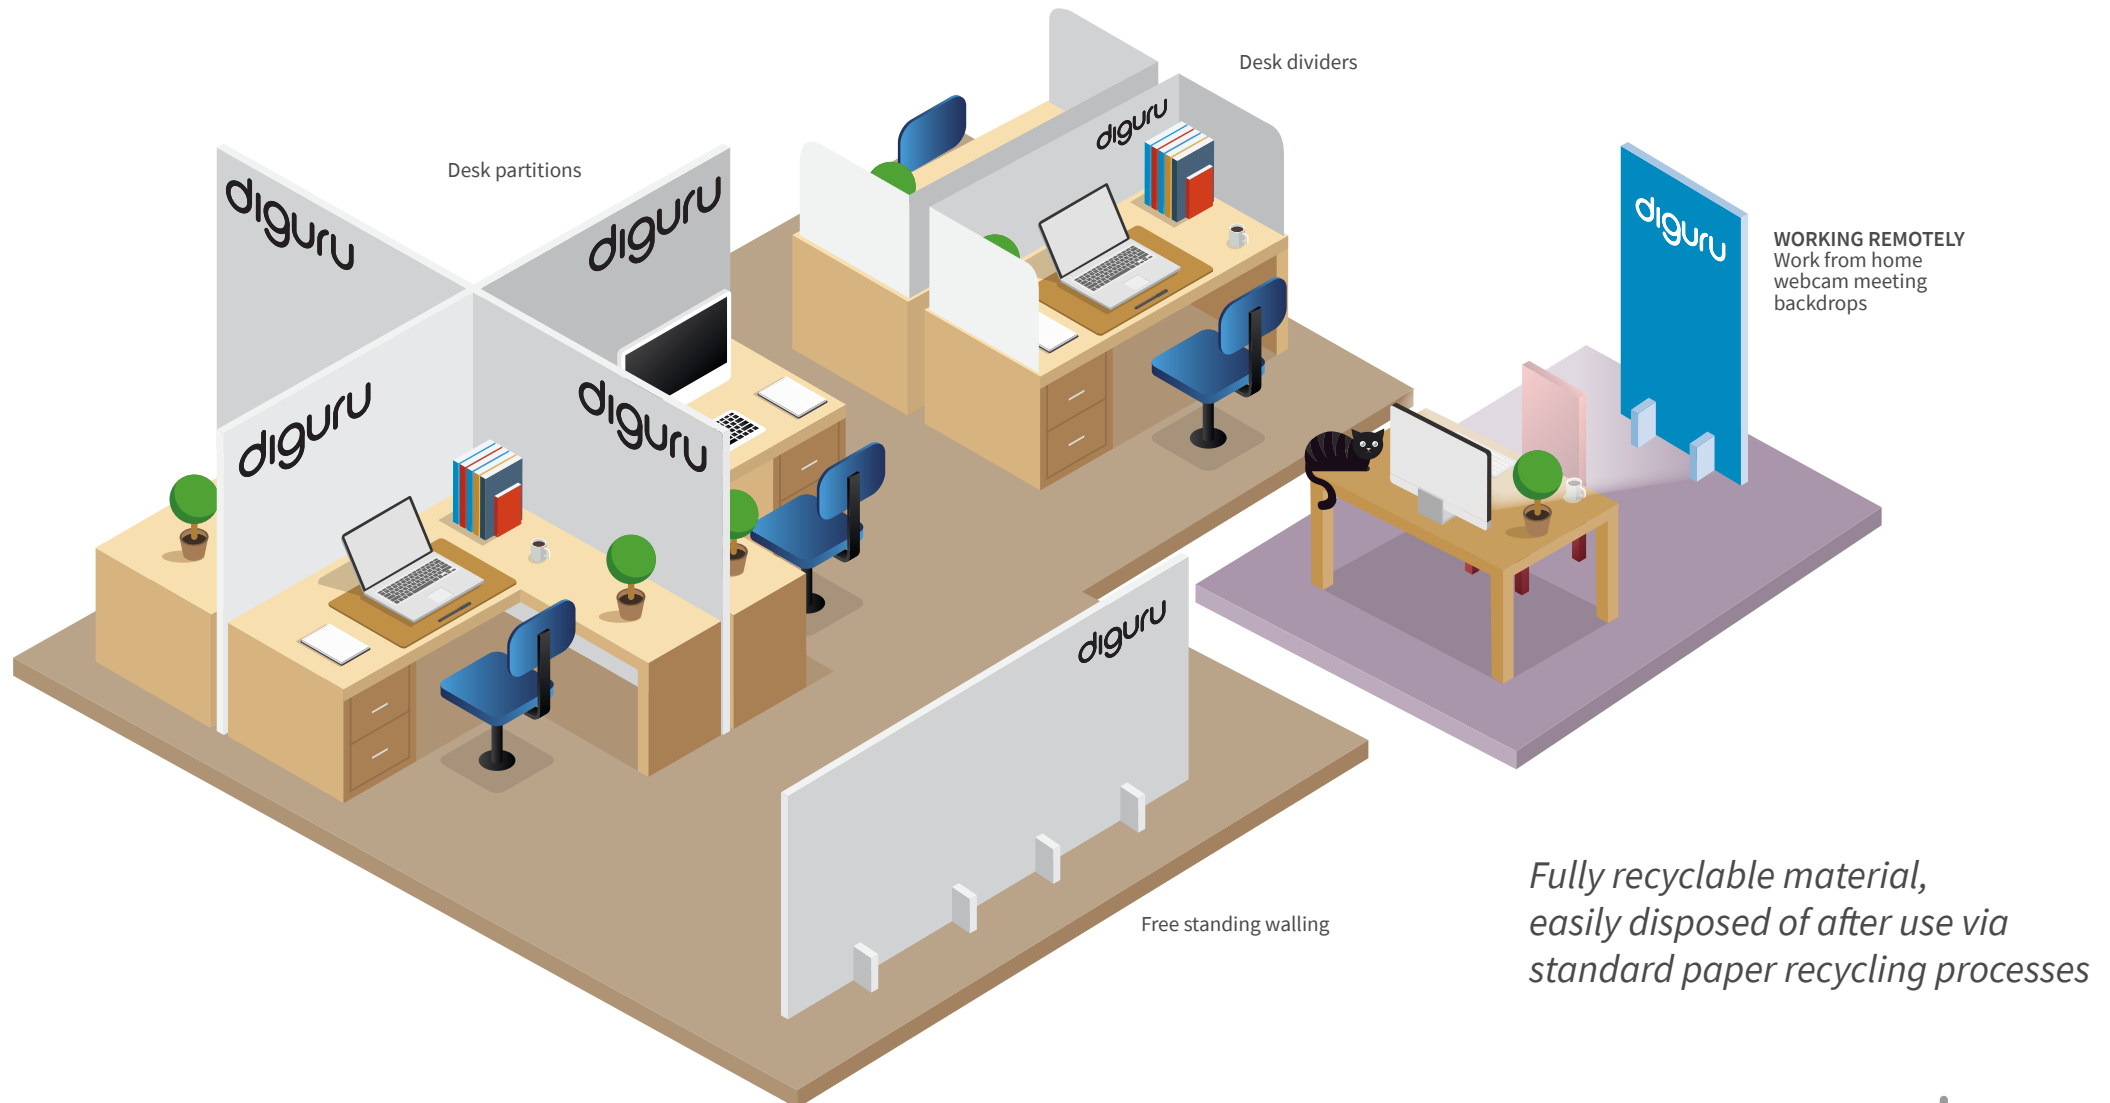 Desk dividers
diguru
Desk partitions
diguru
diguru
diguru
WORKING REMOTELY
Work from home
webcam meeting
backdrops
diguru
diguru
diguru
Free standing walling
Fully recyclable material,
easily disposed of after use via
standard paper recycling processes